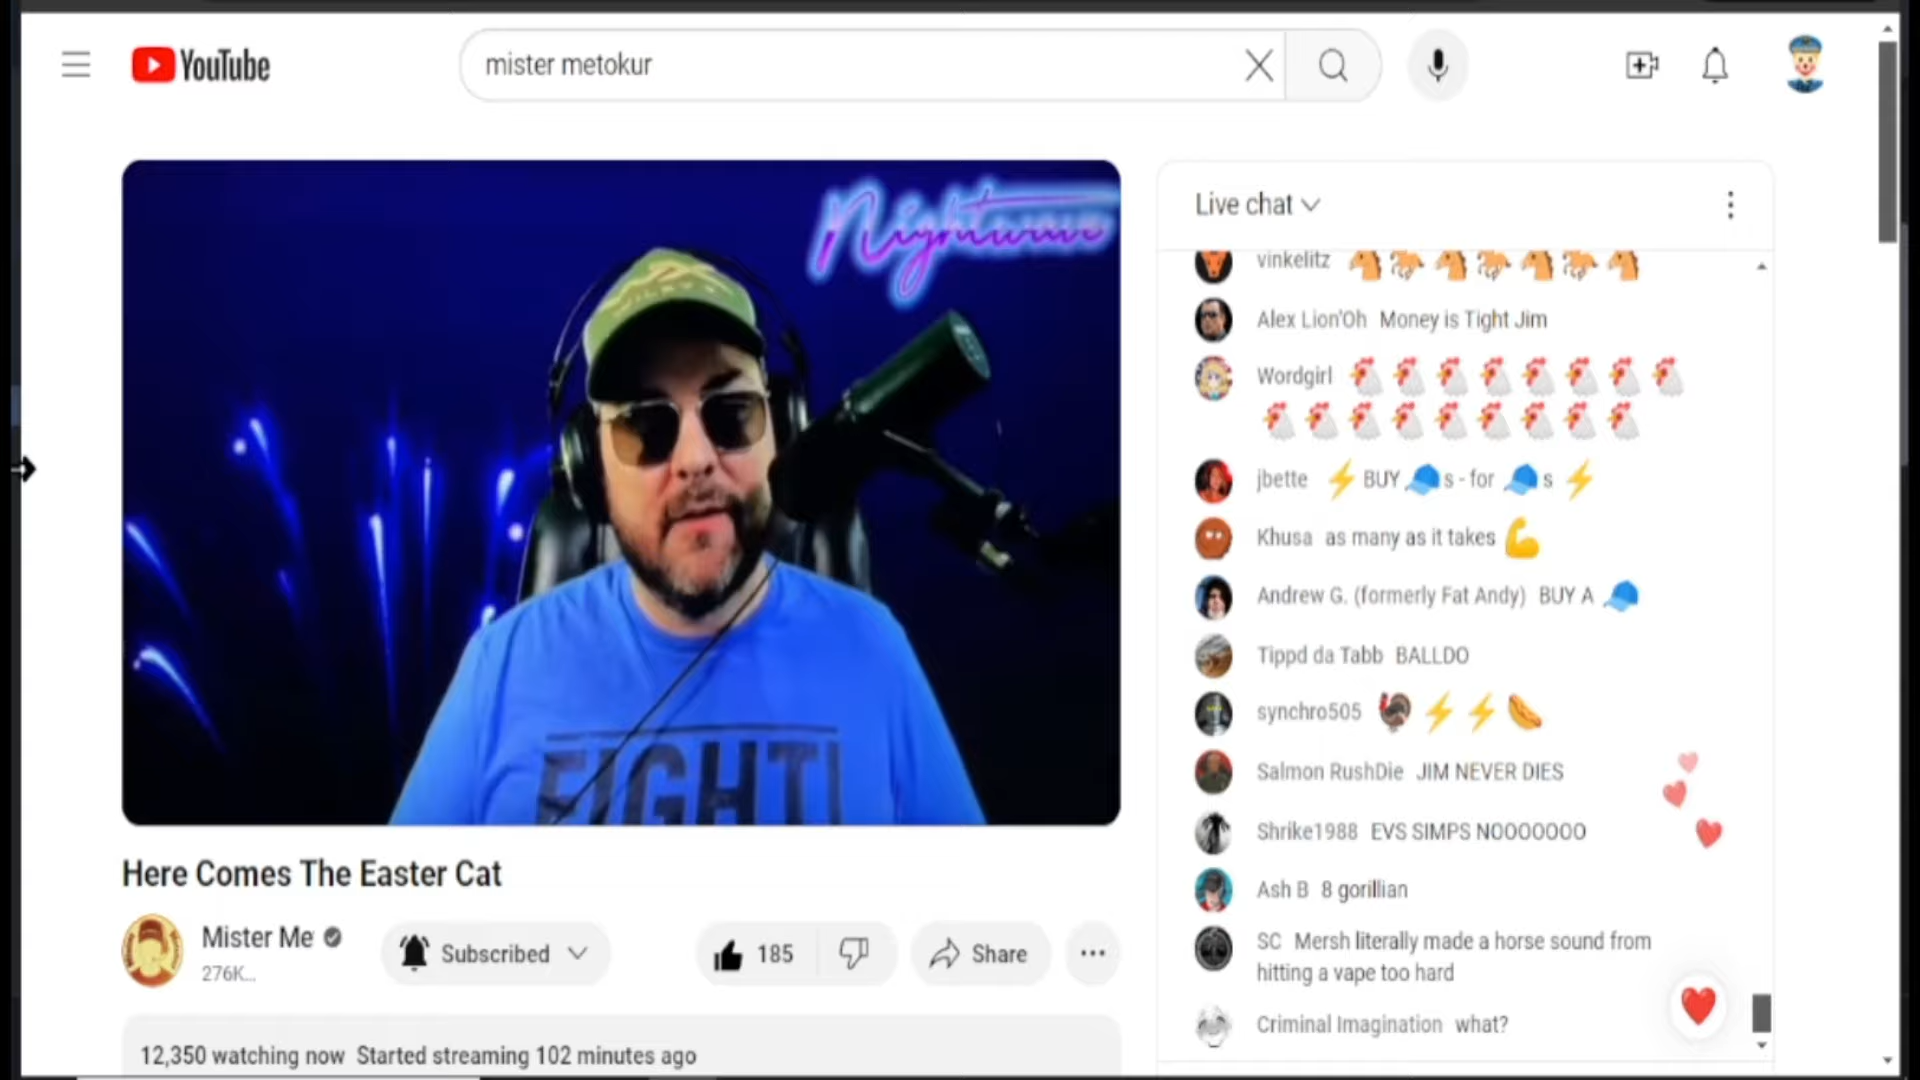 YouTube
mister metokur
Nightwave
FIGHT!
Here Comes The Easter Cat
Mister Me
276K...
Subscribed
185
Share
12,350 watching now Started streaming 102 minutes ago
Live chat
vinkelitz 🐴🐎🐴🐎🐴🐎🐴
Alex Lion'Oh Money is Tight Jim
Wordgirl 🐔🐔🐔🐔🐔🐔🐔🐔
🐔🐔🐔🐔🐔🐔🐔🐔🐔
jbette ⚡ BUY 🧢s - for 🧢s ⚡
Khusa as many as it takes 💪
Andrew G. (formerly Fat Andy) BUY A 🧢
Tippd da Tabb BALLDO
synchro505 🦃⚡⚡🌭
Salmon RushDie JIM NEVER DIES
Shrike1988 EVS SIMPS NOOOOOOO
Ash B 8 gorillian
SC Mersh literally made a horse sound from
hitting a vape too hard
Criminal Imagination what?